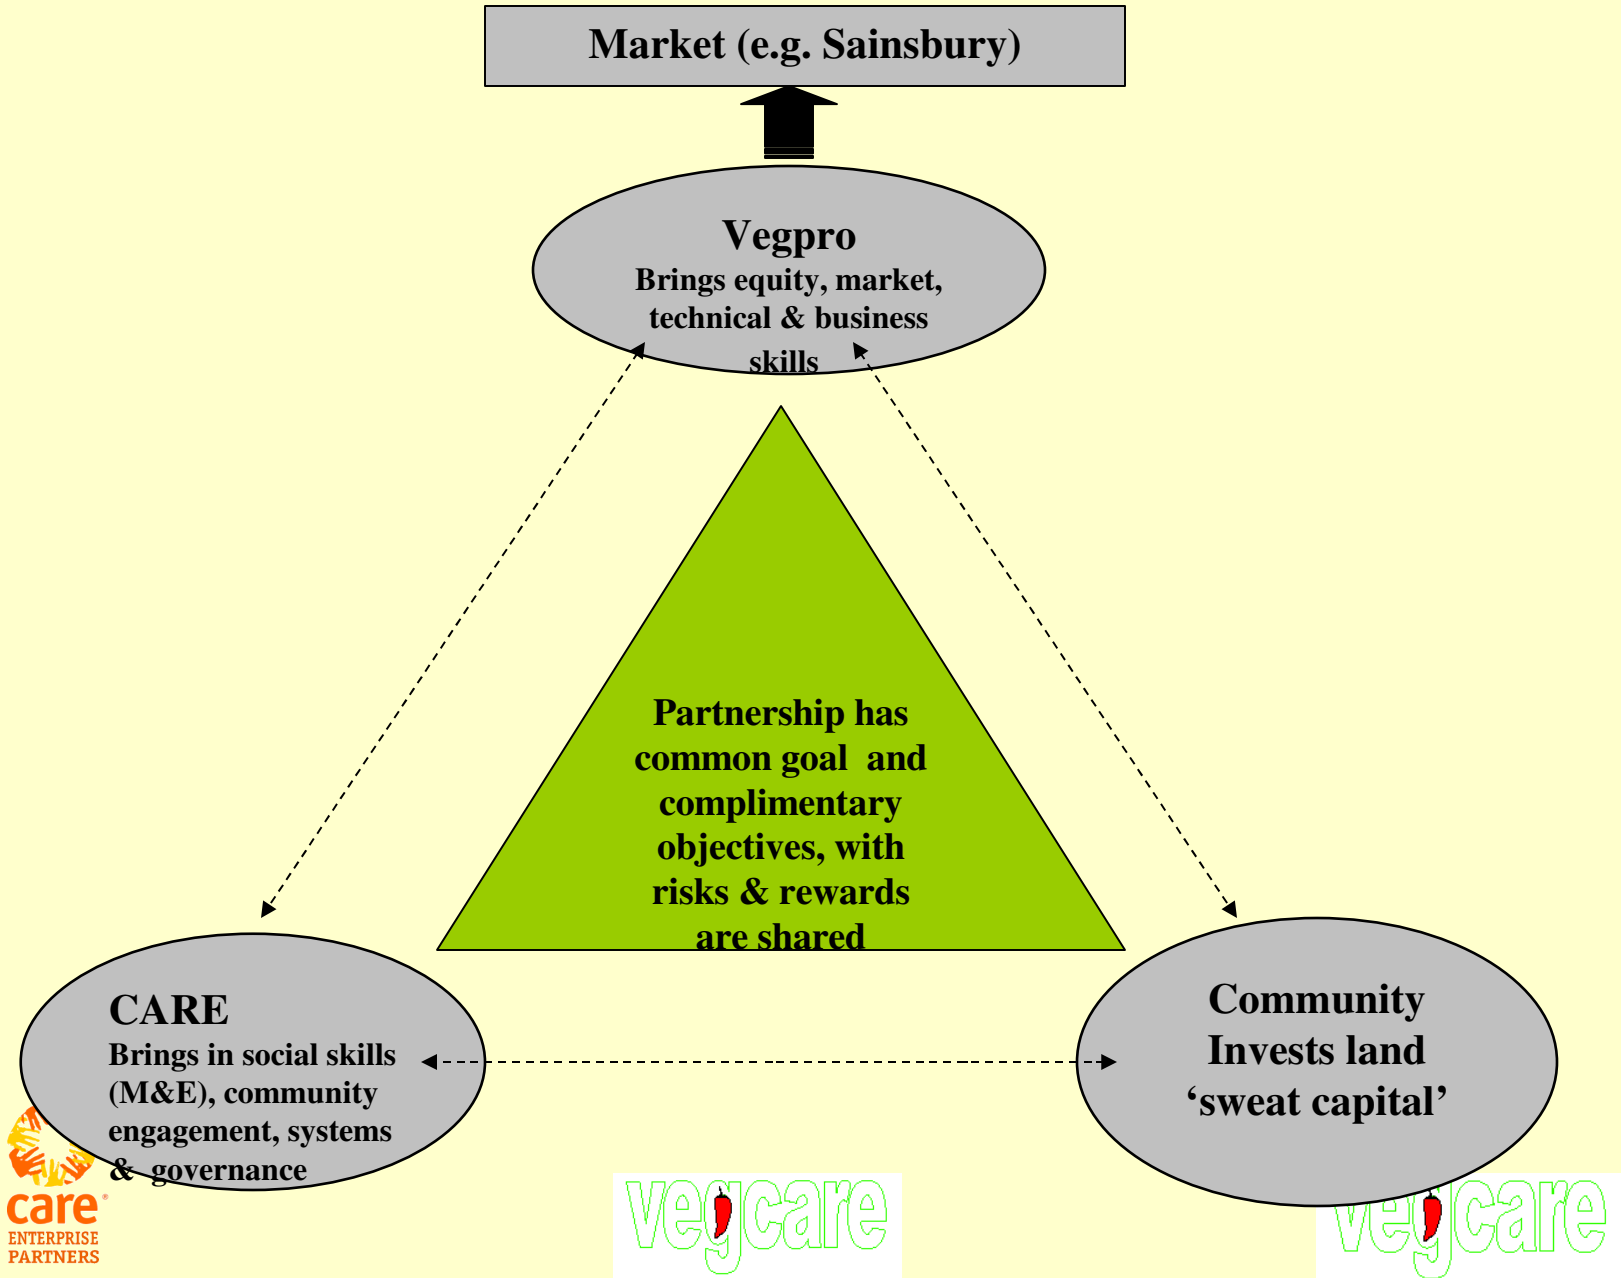 Market (e.g. Sainsbury)
Vegpro
Brings equity, market,
technical & business
skills
Partnership has
common goal  and
complimentary
objectives, with
risks & rewards
are shared
CARE
Brings in social skills
(M&E), community
engagement, systems
&  governance
Community
Invests land
‘sweat capital’
care®
ENTERPRISE
PARTNERS
vegcare
vegcare